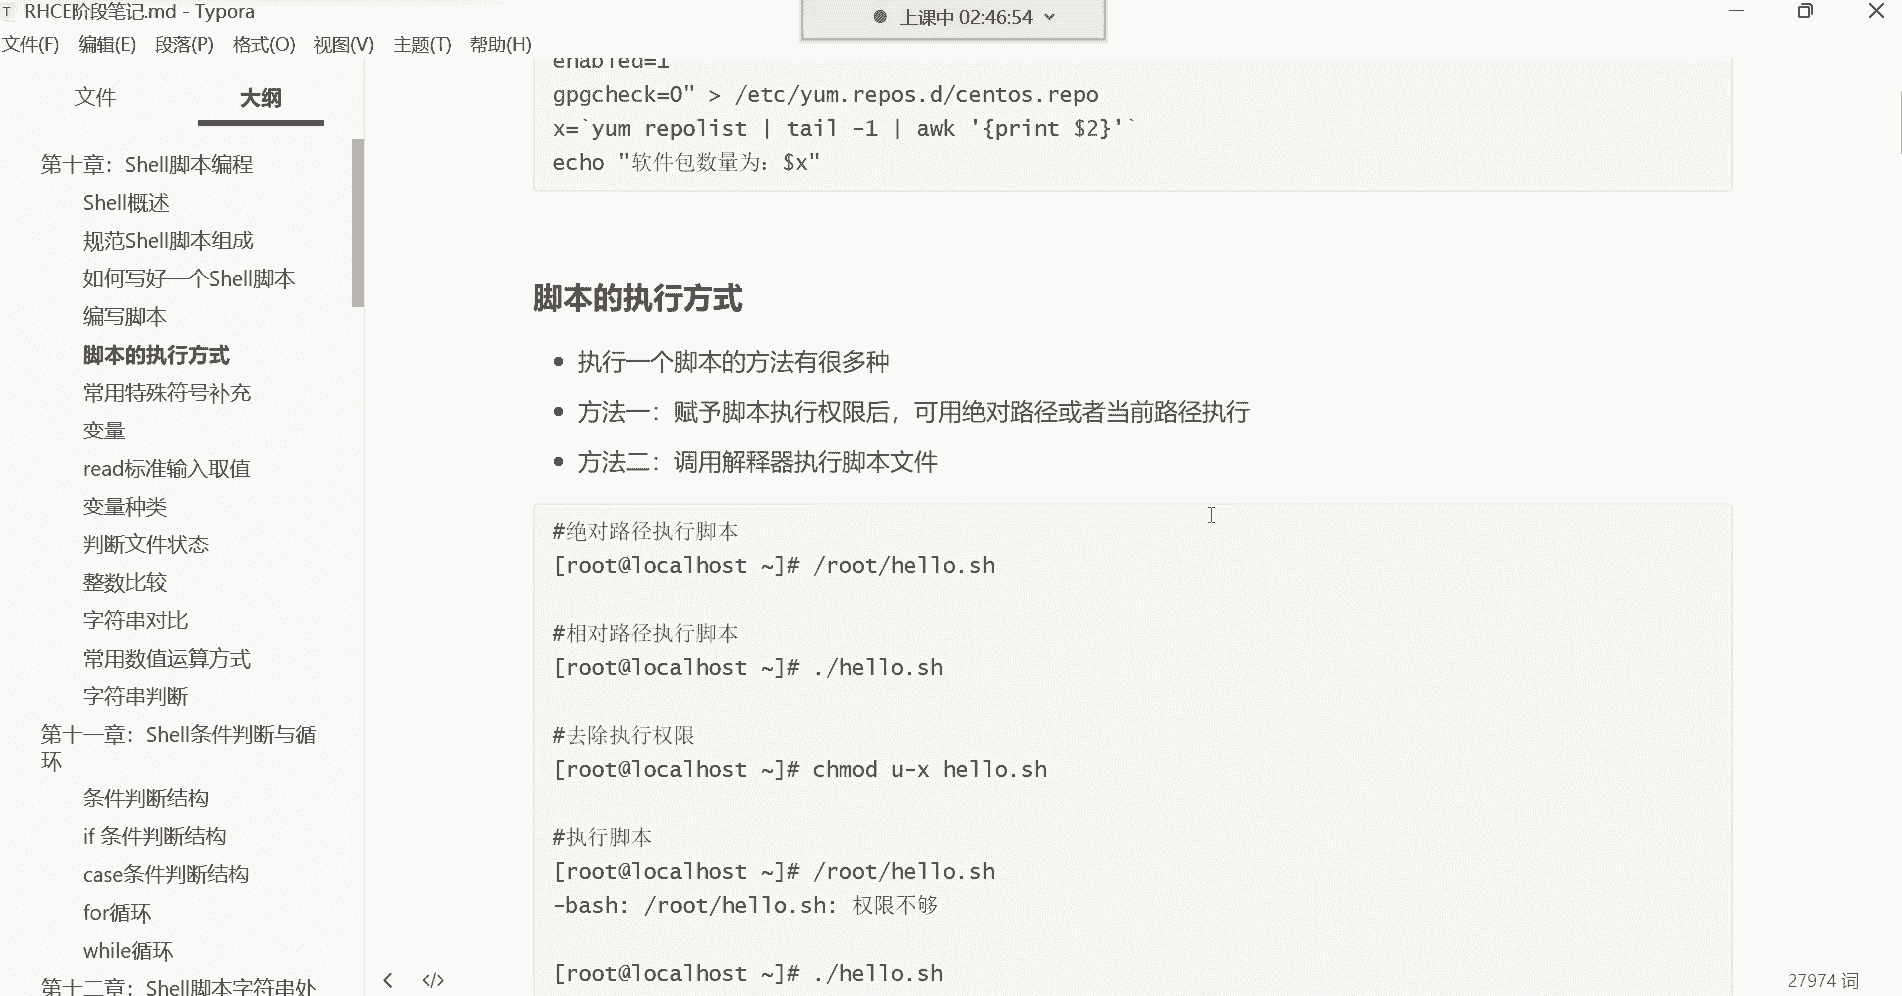 RHCE阶段笔记.md - Typora
上课中 02:46:54
文件(F) 编辑(E) 段落(P) 格式(O) 视图(V) 主题(T) 帮助(H)
文件 大纲
第十章：Shell脚本编程
Shell概述
规范Shell脚本组成
如何写好一个Shell脚本
编写脚本
脚本的执行方式
常用特殊符号补充
变量
read标准输入取值
变量种类
判断文件状态
整数比较
字符串对比
常用数值运算方式
字符串判断
第十一章：Shell条件判断与循
环
条件判断结构
if 条件判断结构
case条件判断结构
for循环
while循环
第十二章：Shell脚本字符串处
enabled=1
gpgcheck=0" > /etc/yum.repos.d/centos.repo
x=`yum repolist | tail -1 | awk '{print $2}'`
echo "软件包数量为：$x"
脚本的执行方式
执行一个脚本的方法有很多种
方法一：赋予脚本执行权限后，可用绝对路径或者当前路径执行
方法二：调用解释器执行脚本文件
#绝对路径执行脚本
[root@localhost ~]# /root/hello.sh
#相对路径执行脚本
[root@localhost ~]# ./hello.sh
#去除执行权限
[root@localhost ~]# chmod u-x hello.sh
#执行脚本
[root@localhost ~]# /root/hello.sh
-bash: /root/hello.sh: 权限不够
[root@localhost ~]# ./hello.sh
27974 词